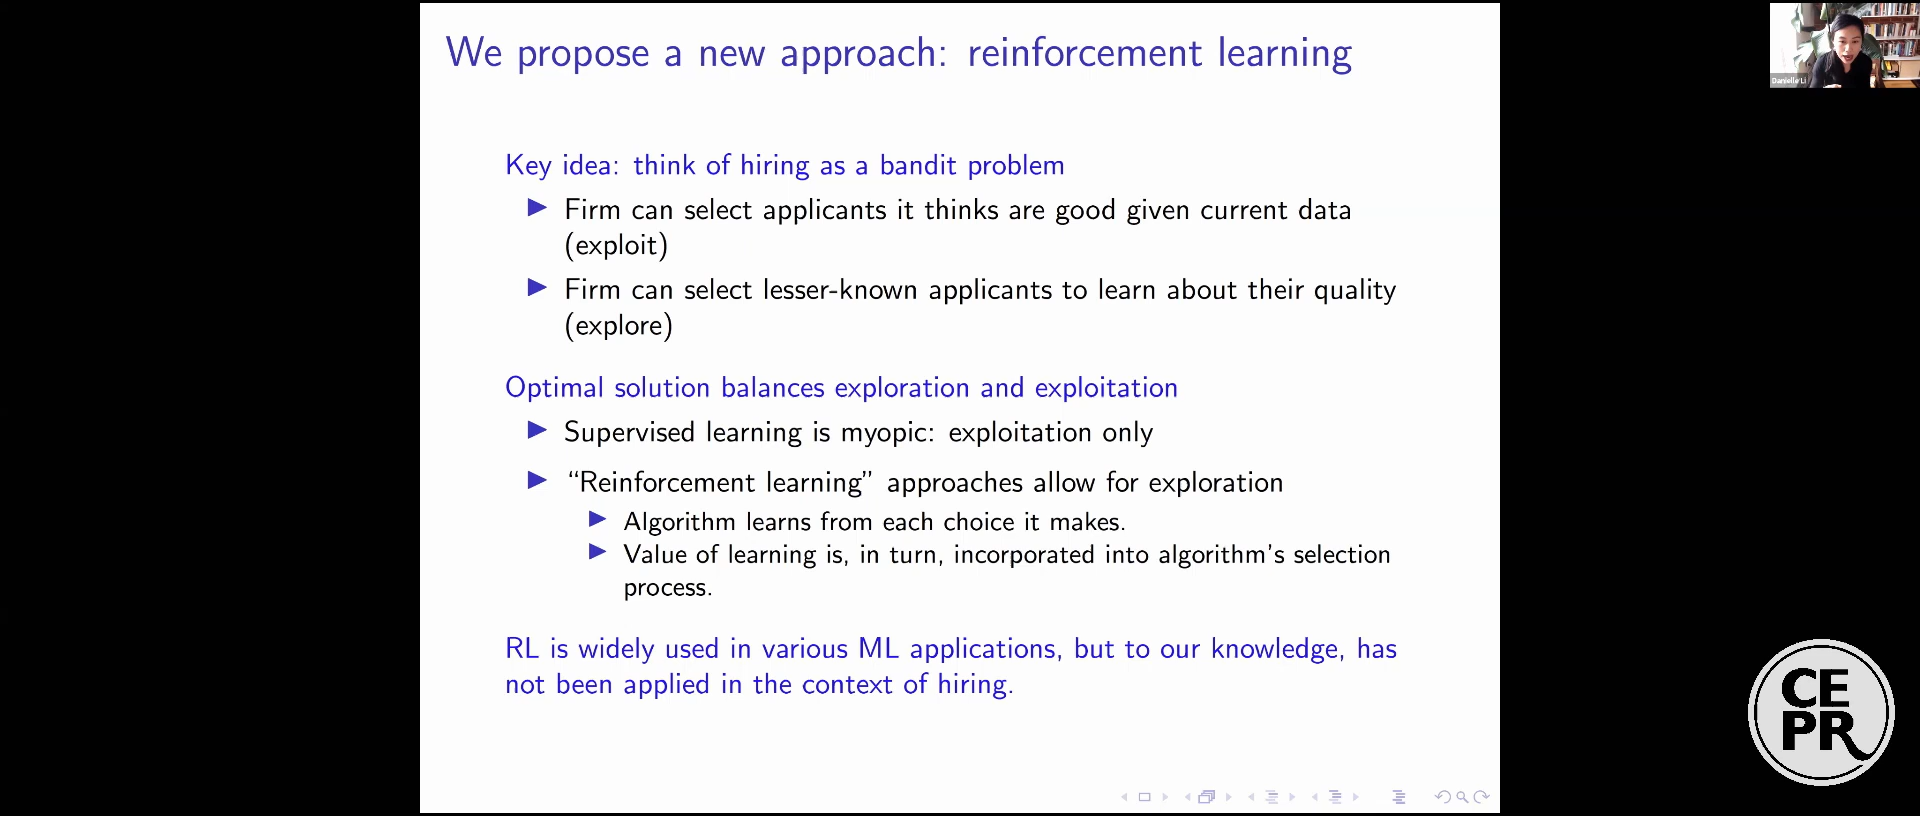 We propose a new approach: reinforcement learning
Danielle Li
Key idea: think of hiring as a bandit problem
Firm can select applicants it thinks are good given current data
(exploit)
Firm can select lesser-known applicants to learn about their quality
(explore)
Optimal solution balances exploration and exploitation
Supervised learning is myopic: exploitation only
“Reinforcement learning” approaches allow for exploration
Algorithm learns from each choice it makes.
Value of learning is, in turn, incorporated into algorithm's selection
process.
RL is widely used in various ML applications, but to our knowledge, has
not been applied in the context of hiring.
CE
PR